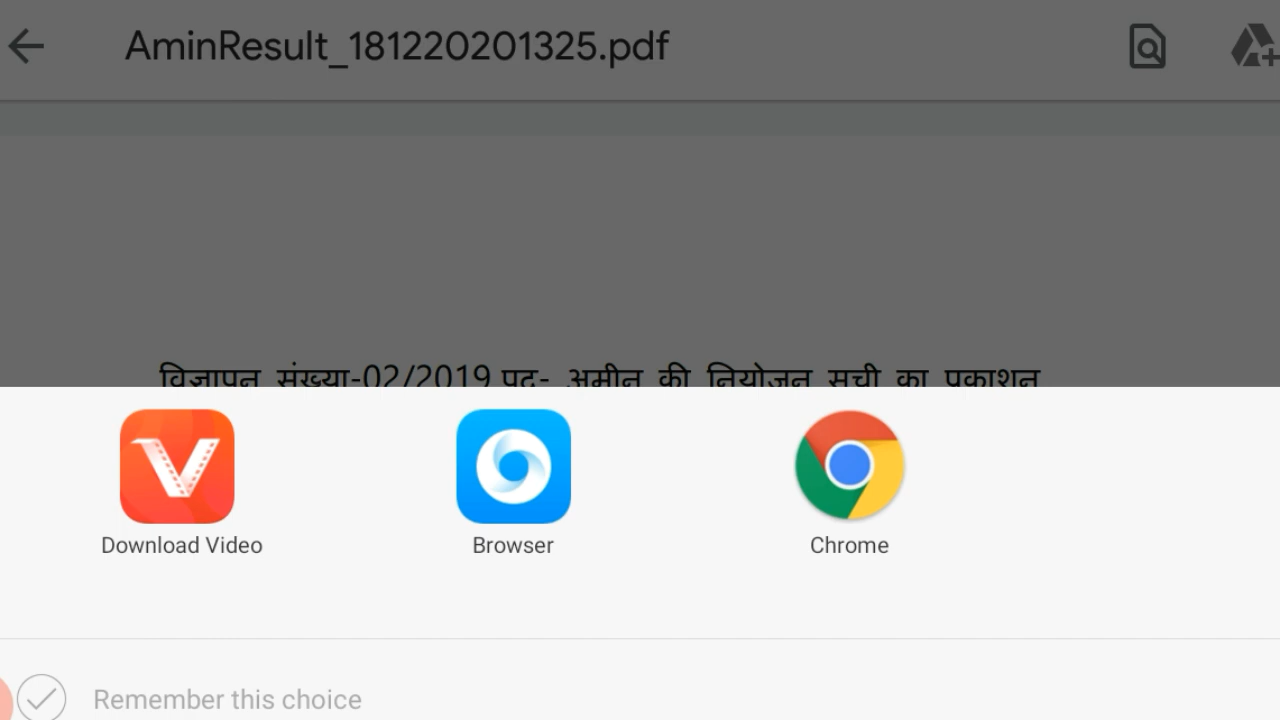 AminResult_181220201325.pdf
विज्ञापन संख्या-02/2019 पद- अमीन की नियोजन सूची का प्रकाशन
Download Video
Browser
Chrome
Remember this choice